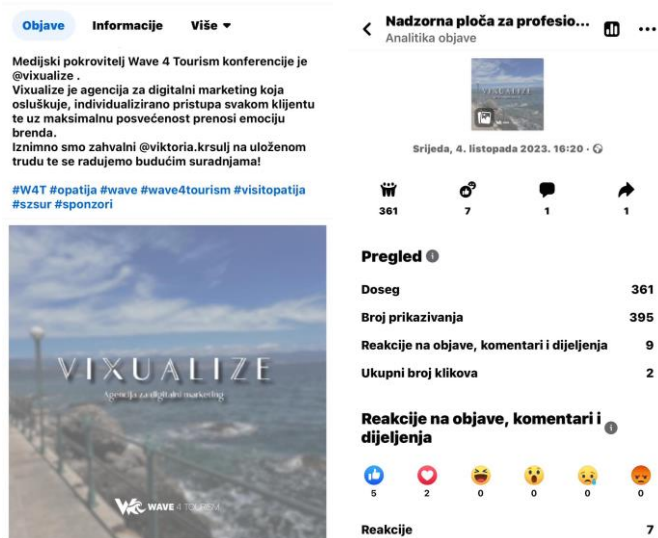 Objave Informacije Više
Medijski pokrovitelj Wave 4 Tourism konferencije je
@vixualize .
Vixualize je agencija za digitalni marketing koja
osluškuje, individualizirano pristupa svakom klijentu
te uz maksimalnu posvećenost prenosi emociju
brenda.
Iznimno smo zahvalni @viktoria.krsulj na uloženom
trudu te se radujemo budućim suradnjama!
#W4T #opatija #wave #wave4tourism #visitopatija
#szsur #sponzori
VIXUALIZE
Agencija za digitalni marketing
WAVE 4 TOURISM
Nadzorna ploča za profesio...
Analitika objave
VIXUALIZE
Srijeda, 4. listopada 2023. 16:20 ·
361 7 1 1
Pregled
Doseg 361
Broj prikazivanja 395
Reakcije na objave, komentari i dijeljenja 9
Ukupni broj klikova 2
Reakcije na objave, komentari i
dijeljenja
5 2 0 0 0 0
Reakcije 7